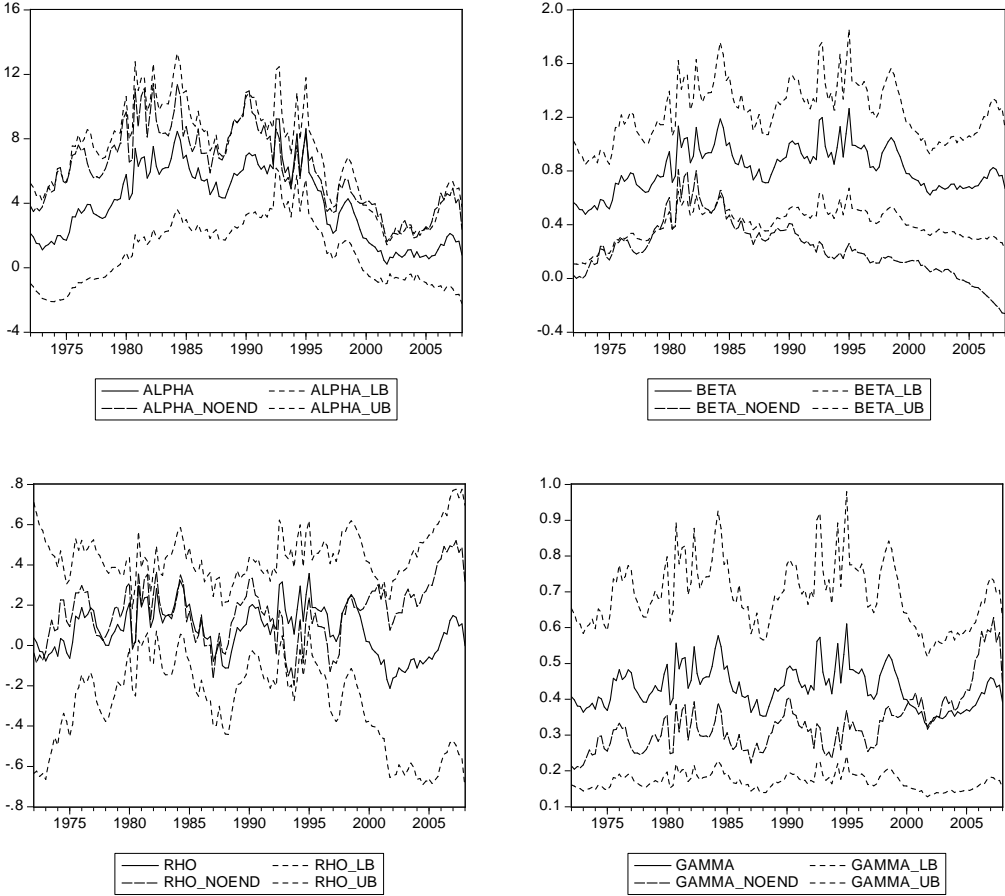 16
12
8
4
0
-4
1975 1980 1985 1990 1995 2000 2005
ALPHA ALPHA_LB
ALPHA_NOEND ALPHA_UB
2.0
1.6
1.2
0.8
0.4
0.0
-0.4
1975 1980 1985 1990 1995 2000 2005
BETA BETA_LB
BETA_NOEND BETA_UB
.8
.6
.4
.2
.0
-.2
-.4
-.6
-.8
1975 1980 1985 1990 1995 2000 2005
RHO RHO_LB
RHO_NOEND RHO_UB
1.0
0.9
0.8
0.7
0.6
0.5
0.4
0.3
0.2
0.1
1975 1980 1985 1990 1995 2000 2005
GAMMA GAMMA_LB
GAMMA_NOEND GAMMA_UB